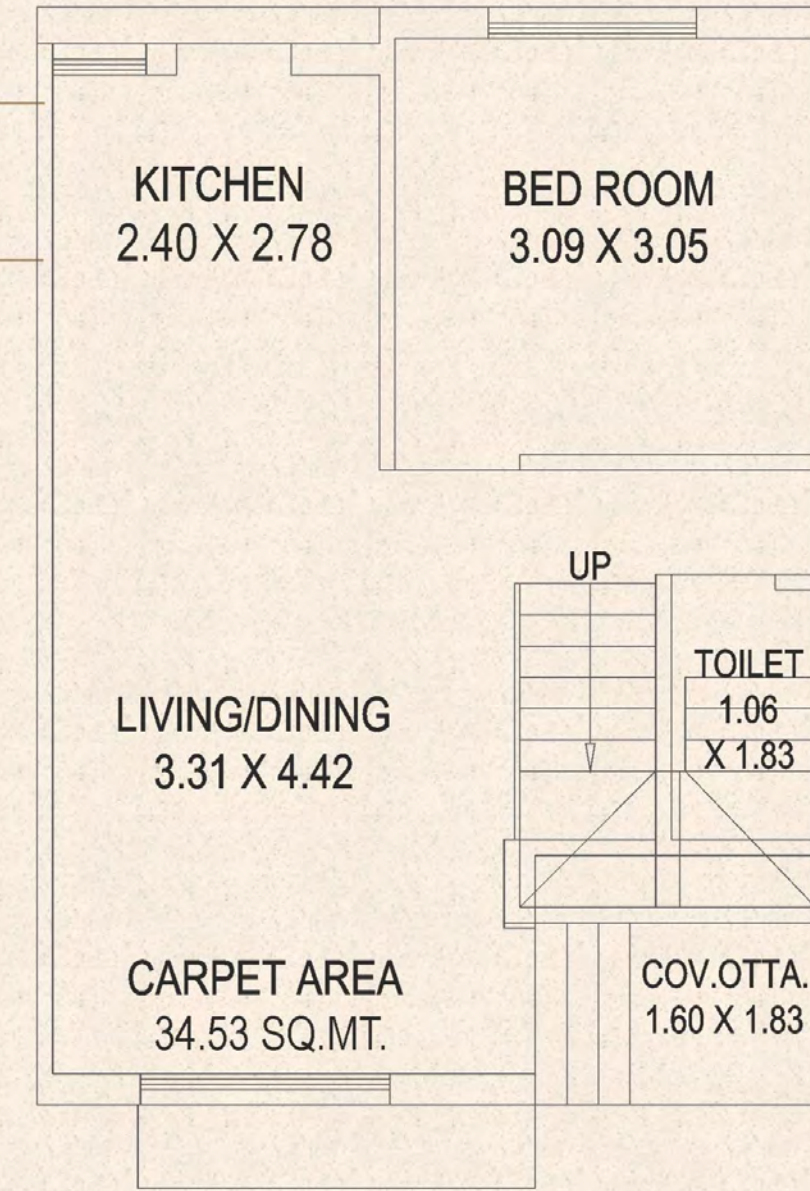 KITCHEN
2.40 X 2.78
BED ROOM
3.09 X 3.05
UP
TOILET
1.06
X 1.83
LIVING/DINING
3.31 X 4.42
CARPET AREA
34.53 SQ.MT.
COV.OTTA.
1.60 X 1.83